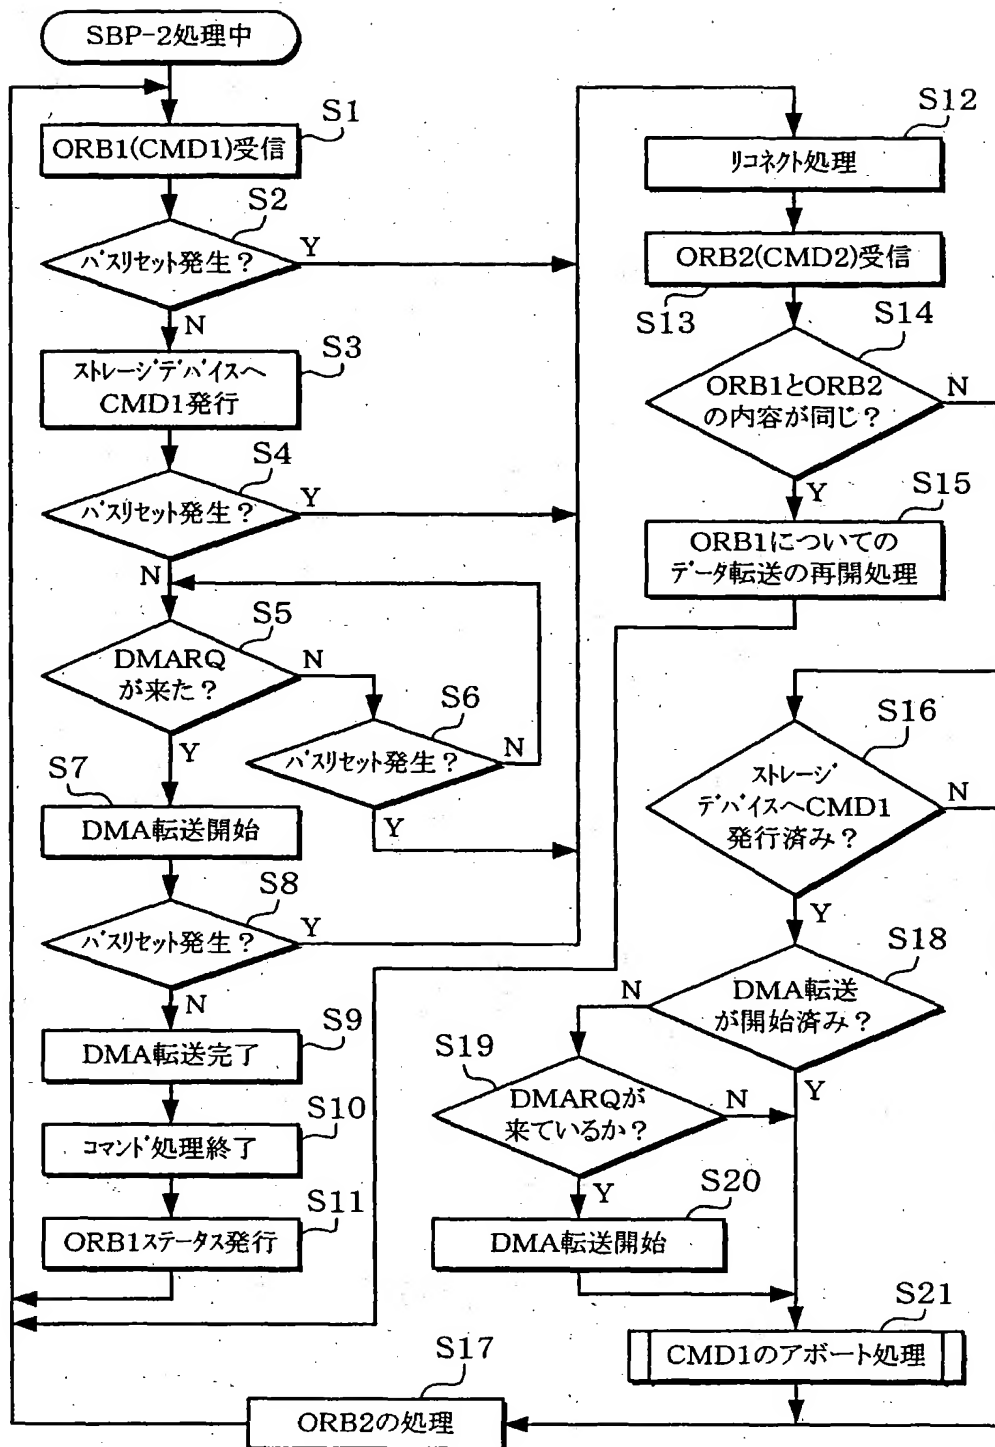 SBP-2処理中
S1
ORB1(CMD1)受信
S2
バスリセット発生?
Y
N
S3
ストレージデバイスへ
CMD1発行
S4
バスリセット発生?
Y
N
S5
DMARQ
が来た?
N
Y
S6
バスリセット発生?
N
Y
S7
DMA転送開始
S8
バスリセット発生?
Y
N
S9
DMA転送完了
S10
コマンド処理終了
S11
ORB1ステータス発行
S12
リコネクト処理
ORB2(CMD2)受信
S13
S14
ORB1とORB2
の内容が同じ?
N
Y
S15
ORB1についての
データ転送の再開処理
S16
ストレージ
デバイスへCMD1
発行済み?
N
Y
S18
DMA転送
が開始済み?
N
Y
S19
DMARQが
来ているか?
N
Y
S20
DMA転送開始
S21
CMD1のアボート処理
S17
ORB2の処理